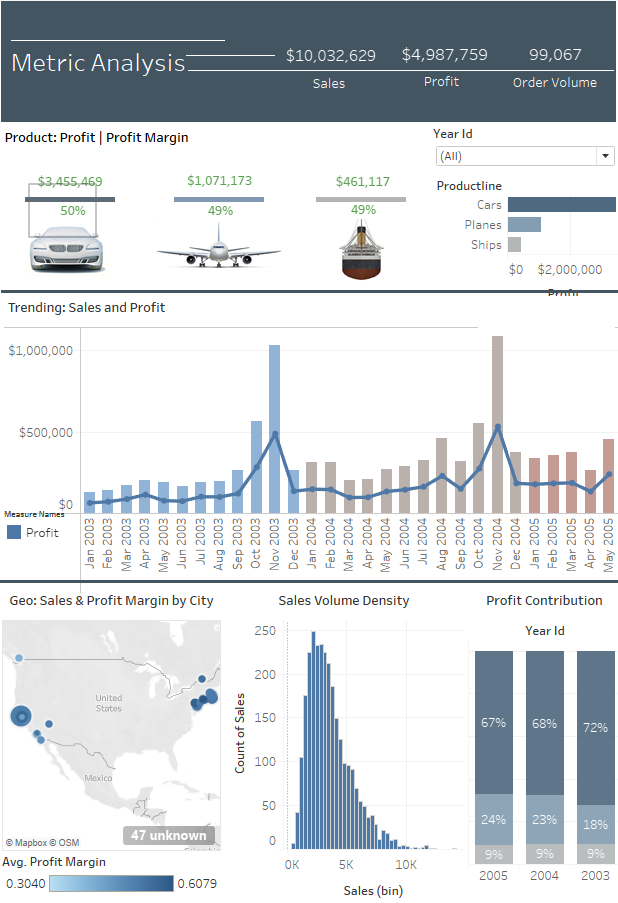 Metric Analysis
$10,032,629 $4,987,759 99,067
Sales Profit Order Volume
Product: Profit | Profit Margin
Year Id
(All)
$3,455,469 $1,071,173 $461,117
50% 49% 49%
Productline
Cars
Planes
Ships
$0 $2,000,000
Profit
Trending: Sales and Profit
$1,000,000
$500,000
$0
Measure Names
Profit
Jan 2003
Feb 2003
Mar 2003
Apr 2003
May 2003
Jun 2003
Jul 2003
Aug 2003
Sep 2003
Oct 2003
Nov 2003
Dec 2003
Jan 2004
Feb 2004
Mar 2004
Apr 2004
May 2004
Jun 2004
Jul 2004
Aug 2004
Sep 2004
Oct 2004
Nov 2004
Dec 2004
Jan 2005
Feb 2005
Mar 2005
Apr 2005
May 2005
Geo: Sales & Profit Margin by City
United
States
Mexico
47 unknown
© Mapbox © OSM
Avg. Profit Margin
0.3040 0.6079
Sales Volume Density
Count of Sales
250
200
150
100
50
0
0K 5K 10K
Sales (bin)
Profit Contribution
Year Id
67% 68% 72%
24% 23% 18%
9% 9% 9%
2005 2004 2003